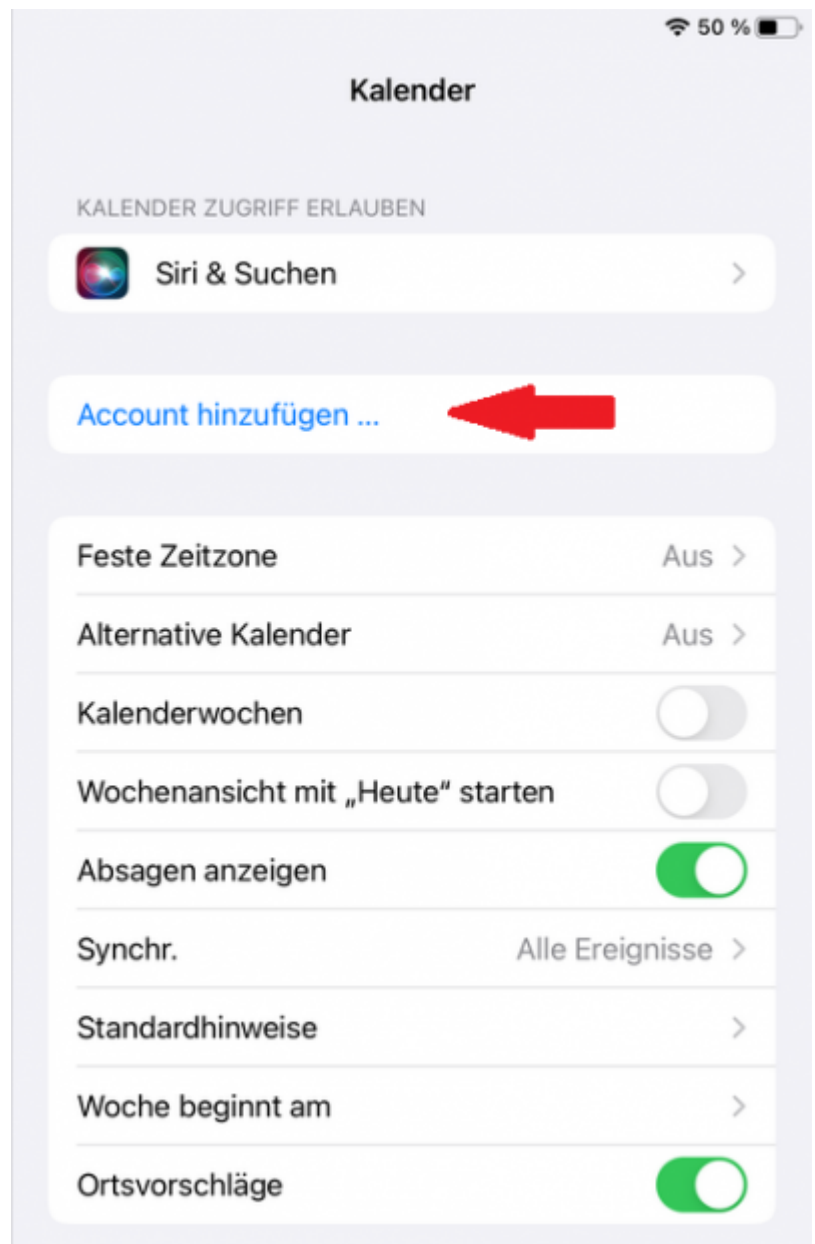 50 %
Kalender
KALENDER ZUGRIFF ERLAUBEN
Siri & Suchen
Account hinzufügen ...
Feste Zeitzone Aus
Alternative Kalender Aus
Kalenderwochen
Wochenansicht mit „Heute“ starten
Absagen anzeigen
Synchr. Alle Ereignisse
Standardhinweise
Woche beginnt am
Ortsvorschläge